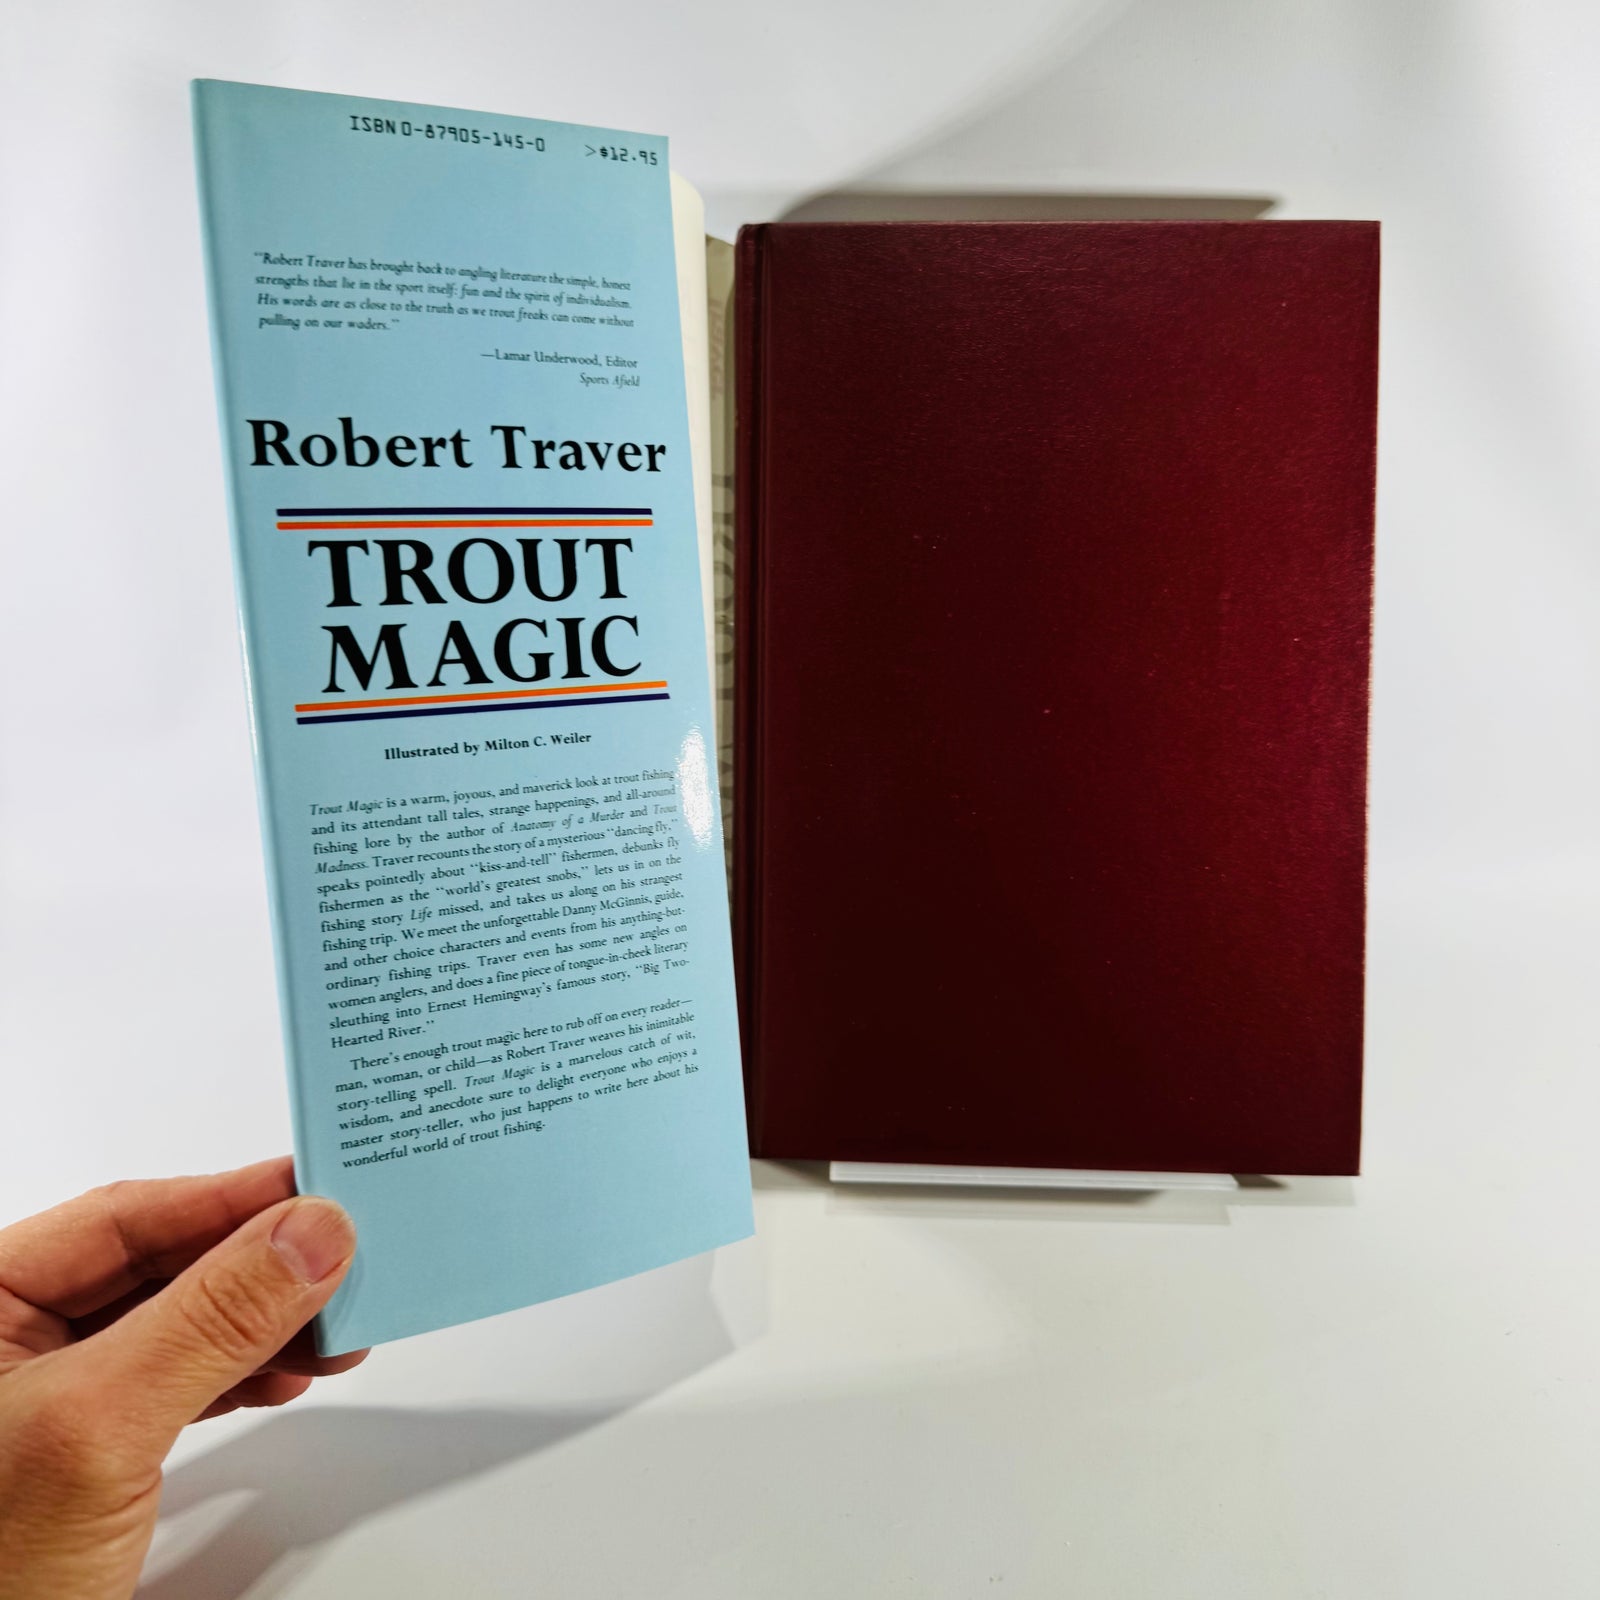 ISBN 0-87905-145-0 >$12.95
"Robert Traver has brought back to angling literature the simple, honest
strengths that lie in the sport itself: fun and the spirit of individualism.
His words are as close to the truth as we trout freaks can come without
pulling on our waders."
—Lamar Underwood, Editor
Sports Afield
Robert Traver
TROUT
MAGIC
Illustrated by Milton C. Weiler
Trout Magic is a warm, joyous, and maverick look at trout fishing
and its attendant tall tales, strange happenings, and all-around
fishing lore by the author of Anatomy of a Murder and Trout
Madness. Traver recounts the story of a mysterious "dancing fly,"
speaks pointedly about "kiss-and-tell" fishermen, debunks fly
fishermen as the "world's greatest snobs," lets us in on the
fishing story Life missed, and takes us along on his strangest
fishing trip. We meet the unforgettable Danny McGinnis, guide,
and other choice characters and events from his anything-but-
ordinary fishing trips. Traver even has some new angles on
women anglers, and does a fine piece of tongue-in-cheek literary
sleuthing into Ernest Hemingway's famous story, "Big Two-
Hearted River."
There's enough trout magic here to rub off on every reader—
man, woman, or child—as Robert Traver weaves his inimitable
story-telling spell. Trout Magic is a marvelous catch of wit,
wisdom, and anecdote sure to delight everyone who enjoys a
master story-teller, who just happens to write here about his
wonderful world of trout fishing.